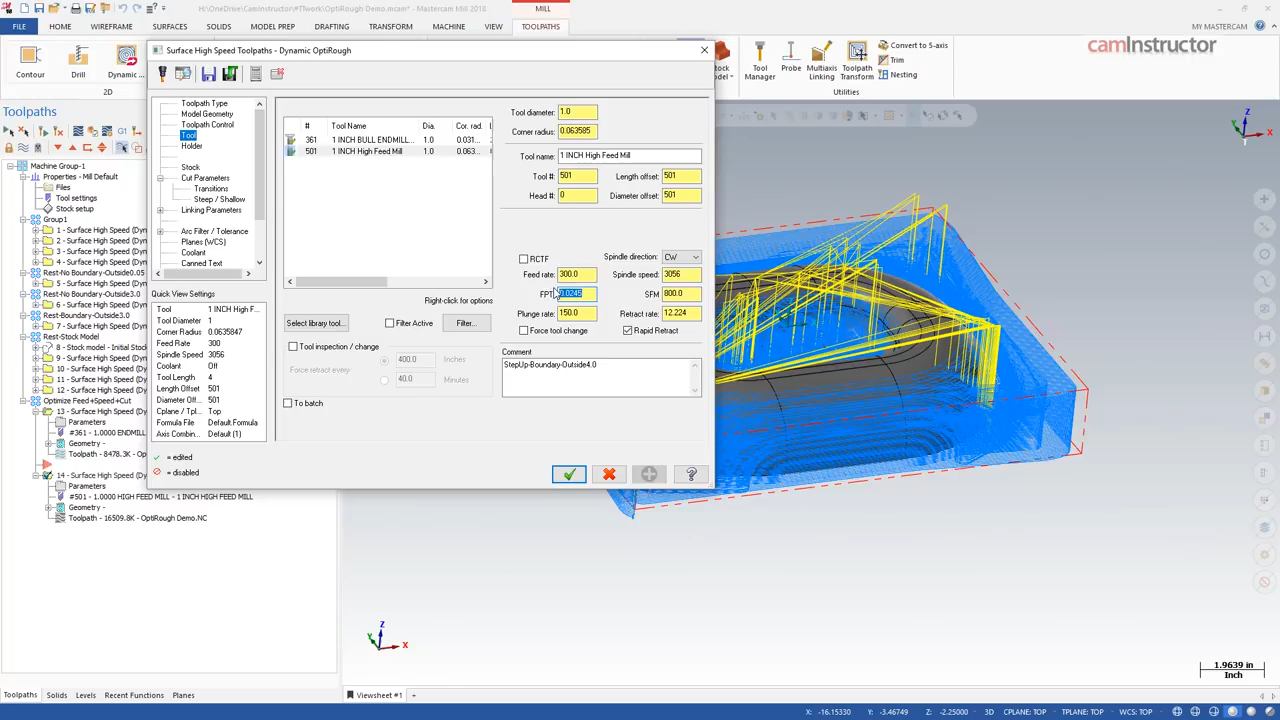 H:\OneDrive\CamInstructor\PTwork\OptiRough Demo.mcam* - Mastercam Mill 2018
MILL
FILE HOME WIREFRAME SURFACES SOLIDS MODEL PREP DRAFTING TRANSFORM MACHINE VIEW TOOLPATHS
MY MASTERCAM
Contour Drill Dynamic ...
2D
Surface High Speed Toolpaths - Dynamic OptiRough
Stock model
Tool Manager
Probe
Multiaxis Linking
Toolpath Transform
Convert to 5-axis
Trim
Nesting
Utilities
camInstructor
Toolpaths
G1
Machine Group-1
Properties - Mill Default
Files
Tool settings
Stock setup
Group1
1 - Surface High Speed (Dyn
2 - Surface High Speed (Dyn
3 - Surface High Speed (Dyn
4 - Surface High Speed (Dyn
Rest-No Boundary-Outside0.05
5 - Surface High Speed (Dyn
Rest-No Boundary-Outside3.0
6 - Surface High Speed (Dyn
Rest-Boundary-Outside3.0
7 - Surface High Speed (Dyn
Rest-Stock Model
8 - Stock model - Initial Stock
9 - Surface High Speed (Dyn
10 - Surface High Speed (Dyn
11 - Surface High Speed (Dyn
12 - Surface High Speed (Dyn
Optimize Feed+Speed+Cut
13 - Surface High Speed (Dyn
Parameters
#361 - 1.0000 ENDMILL
Geometry -
Toolpath - 8478.3K - Op
14 - Surface High Speed (Dyn
Parameters
#501 - 1.0000 HIGH FEED MILL - 1 INCH HIGH FEED MILL
Geometry -
Toolpath - 16509.8K - OptiRough Demo.NC
Toolpath Type
Model Geometry
Toolpath Control
Tool
Holder
Stock
Cut Parameters
Transitions
Steep / Shallow
Linking Parameters
Arc Filter / Tolerance
Planes (WCS)
Coolant
Canned Text
Quick View Settings
Tool 1 INCH High F...
Tool Diameter 1
Corner Radius 0.0635847
Feed Rate 300
Spindle Speed 3056
Coolant Off
Tool Length 4
Length Offset 501
Diameter Off... 501
Cplane / Tpl... Top
Formula File Default.Formula
Axis Combin... Default (1)
= edited
= disabled
# Tool Name Dia. Cor. rad.
361 1 INCH BULL ENDMILL... 1.0 0.031...
501 1 INCH High Feed Mill 1.0 0.063...
Right-click for options
Select library tool...
Filter Active
Filter...
Tool inspection / change
Force retract every
400.0 Inches
40.0 Minutes
To batch
Tool diameter: 1.0
Corner radius: 0.063585
Tool name: 1 INCH High Feed Mill
Tool #: 501 Length offset: 501
Head #: 0 Diameter offset: 501
RCTF Spindle direction: CW
Feed rate: 300.0 Spindle speed: 3056
FPT: 0.0245 SFM 800.0
Plunge rate: 150.0 Retract rate: 12.224
Force tool change Rapid Retract
Comment
StepUp-Boundary-Outside4.0
Z
X
Z
Y
X
1.9639 in
Inch
Toolpaths Solids Levels Recent Functions Planes
Viewsheet #1 +
X: -16.15330 Y: -3.46749 Z: -2.25000 3D CPLANE: TOP TPLANE: TOP WCS: TOP